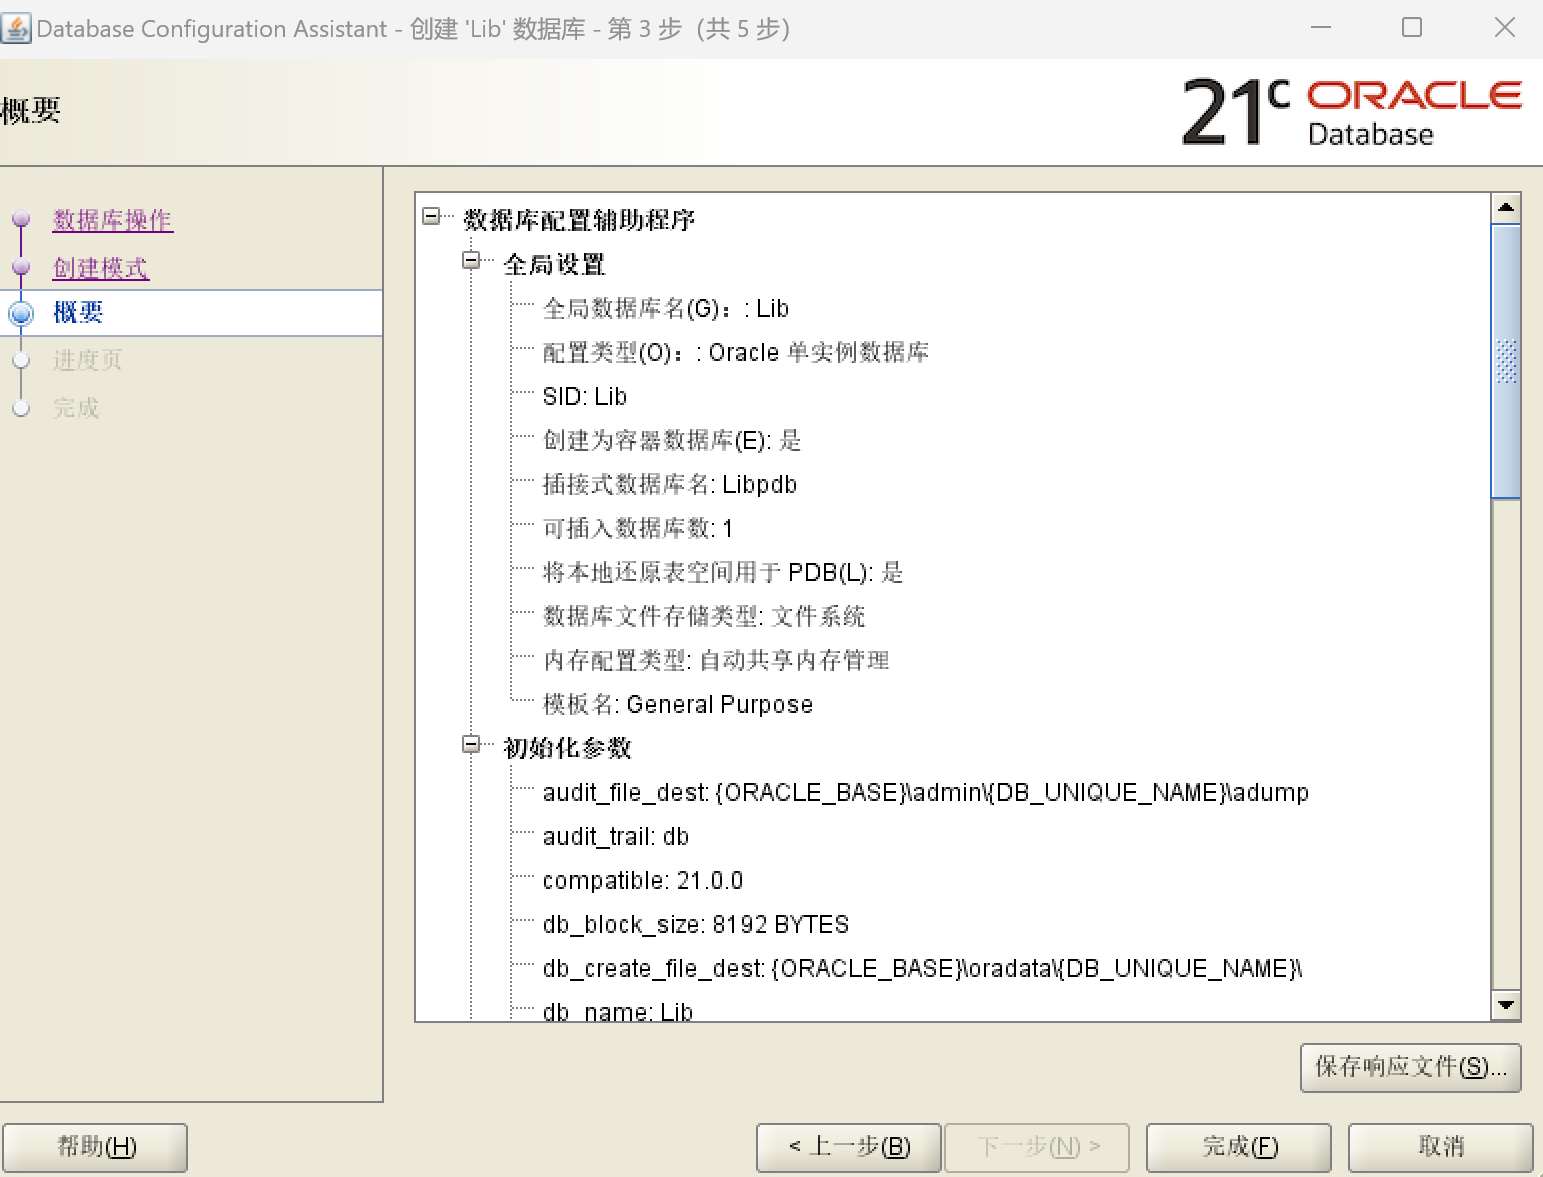 Database Configuration Assistant - 创建 'Lib' 数据库 - 第 3 步（共 5 步）
概要
21c ORACLE
Database
数据库操作
创建模式
概要
进度页
完成
数据库配置辅助程序
全局设置
全局数据库名(G)：: Lib
配置类型(O)：: Oracle 单实例数据库
SID: Lib
创建为容器数据库(E): 是
插接式数据库名: Libpdb
可插入数据库数: 1
将本地还原表空间用于 PDB(L): 是
数据库文件存储类型: 文件系统
内存配置类型: 自动共享内存管理
模板名: General Purpose
初始化参数
audit_file_dest: {ORACLE_BASE}\admin\{DB_UNIQUE_NAME}\adump
audit_trail: db
compatible: 21.0.0
db_block_size: 8192 BYTES
db_create_file_dest: {ORACLE_BASE}\oradata\{DB_UNIQUE_NAME}\
db_name: Lib
保存响应文件(S)...
帮助(H)
< 上一步(B)
下一步(N) >
完成(F)
取消